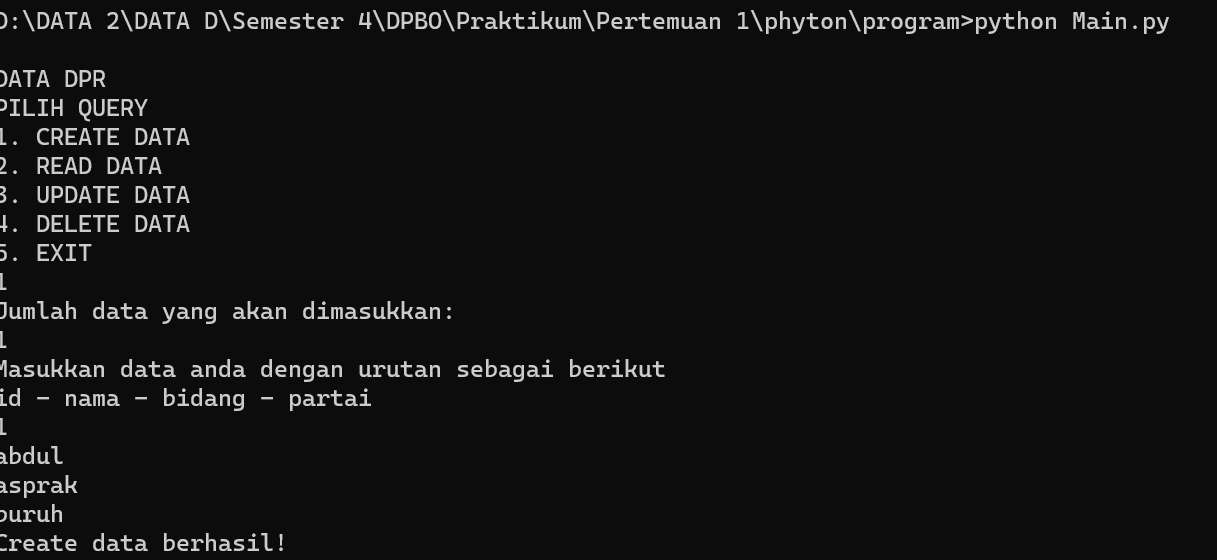 D:\DATA 2\DATA D\Semester 4\DPBO\Praktikum\Pertemuan 1\phyton\program>python Main.py
DATA DPR
PILIH QUERY
1. CREATE DATA
2. READ DATA
3. UPDATE DATA
4. DELETE DATA
5. EXIT
1
Jumlah data yang akan dimasukkan:
1
Masukkan data anda dengan urutan sebagai berikut
id - nama - bidang - partai
1
abdul
asprak
buruh
Create data berhasil!